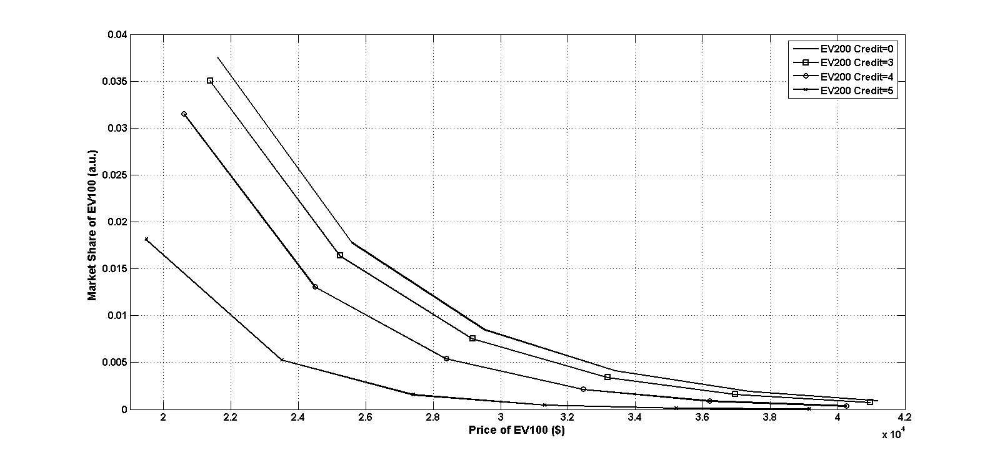 0.04
0.035
0.03
0.025
0.02
0.015
0.01
0.005
0
Market Share of EV100 (a.u.)
EV200 Credit=0
EV200 Credit=3
EV200 Credit=4
EV200 Credit=5
2 2.2 2.4 2.6 2.8 3 3.2 3.4 3.6 3.8 4 4.2
Price of EV100 ($)
x 10^4